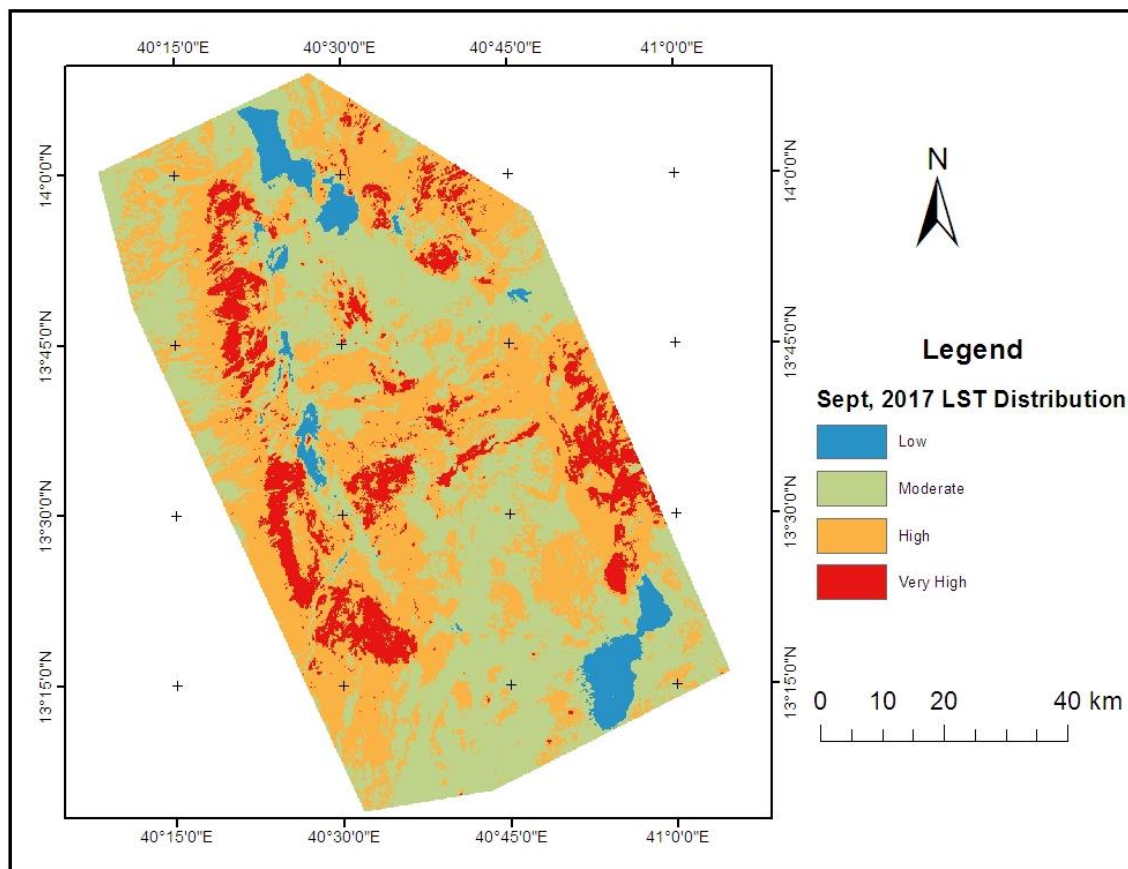 40°15'0"E 40°30'0"E 40°45'0"E 41°0'0"E
14°0'0"N
13°45'0"N
13°30'0"N
13°15'0"N
14°0'0"N
13°45'0"N
13°30'0"N
13°15'0"N
40°15'0"E 40°30'0"E 40°45'0"E 41°0'0"E
N
Legend
Sept, 2017 LST Distribution
Low
Moderate
High
Very High
0 10 20 40 km